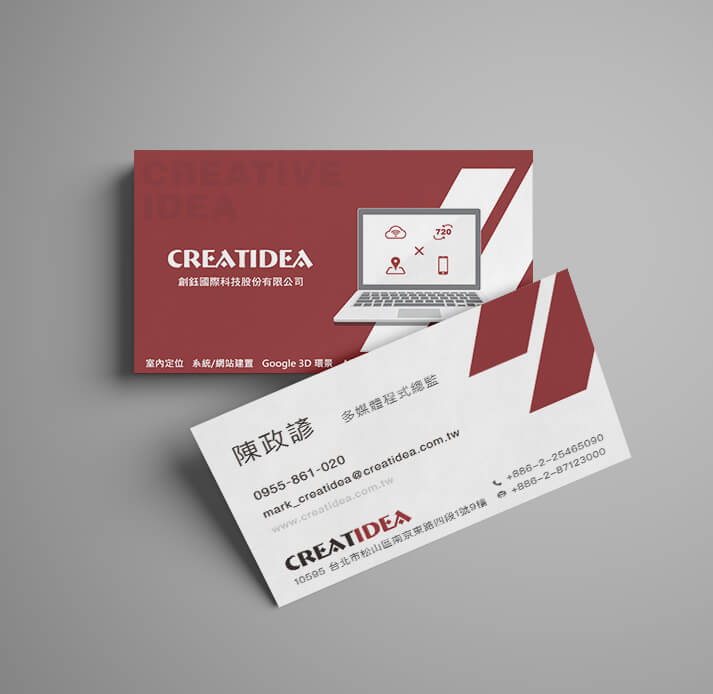 CREATIVE
IDEA
CREATIDEA
創鈺國際科技股份有限公司
720
室內定位 系統/網站建置 Google 3D 環景
陳政諺 多媒體程式總監
0955-861-020
mark_creatidea@creatidea.com.tw
www.creatidea.com.tw
+886-2-25465090
+886-2-87123000
CREATIDEA
10595 台北市松山區南京東路四段1號9樓